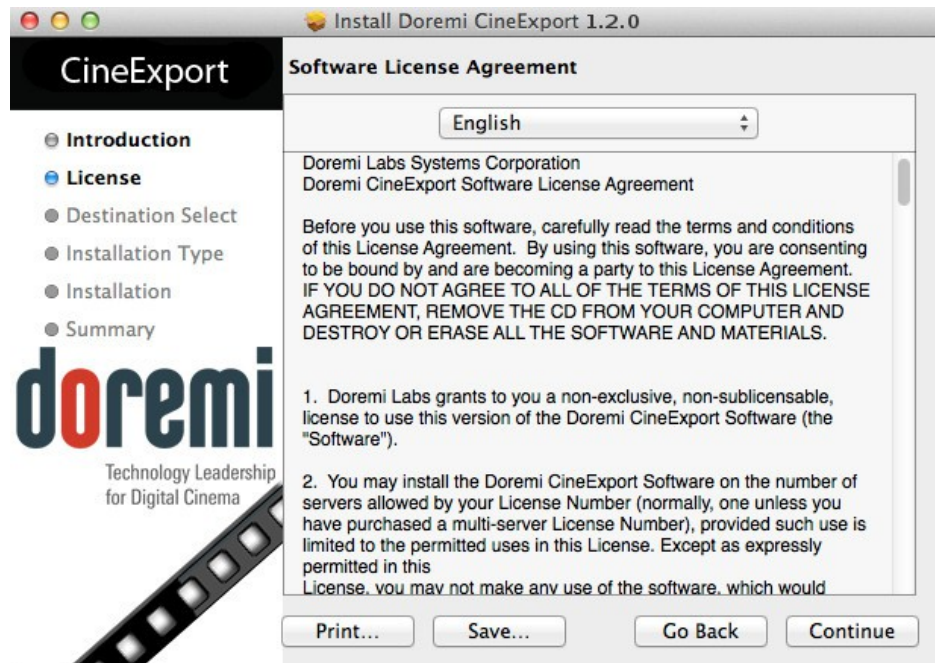 Install Doremi CineExport 1.2.0
CineExport
Introduction
License
Destination Select
Installation Type
Installation
Summary
doremi
Technology Leadership
for Digital Cinema
Software License Agreement
English
Doremi Labs Systems Corporation
Doremi CineExport Software License Agreement
Before you use this software, carefully read the terms and conditions
of this License Agreement.  By using this software, you are consenting
to be bound by and are becoming a party to this License Agreement.
IF YOU DO NOT AGREE TO ALL OF THE TERMS OF THIS LICENSE
AGREEMENT, REMOVE THE CD FROM YOUR COMPUTER AND
DESTROY OR ERASE ALL THE SOFTWARE AND MATERIALS.
1.  Doremi Labs grants to you a non-exclusive, non-sublicensable,
license to use this version of the Doremi CineExport Software (the
"Software").
2.  You may install the Doremi CineExport Software on the number of
servers allowed by your License Number (normally, one unless you
have purchased a multi-server License Number), provided such use is
limited to the permitted uses in this License. Except as expressly
permitted in this
License, you may not make any use of the software, which would
Print...
Save...
Go Back
Continue